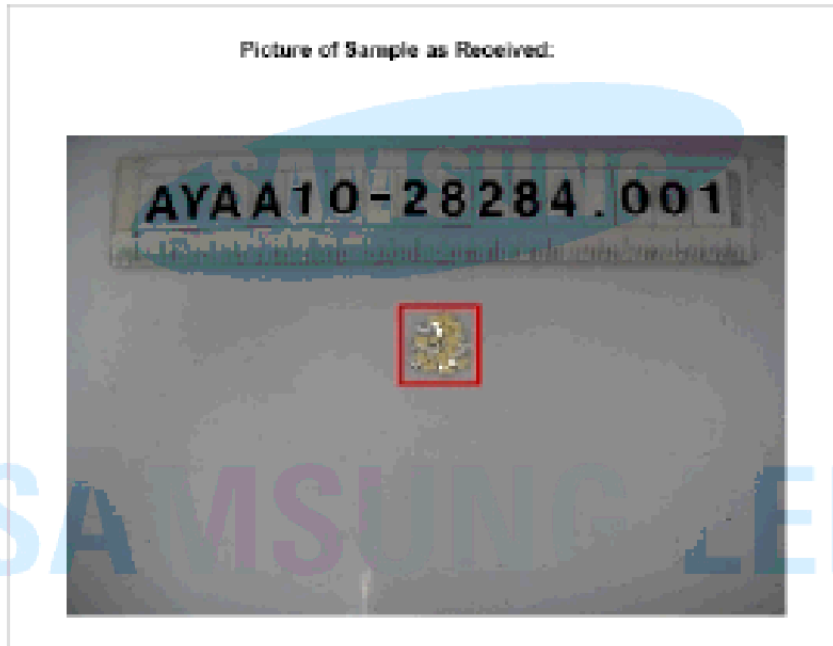 Picture of Sample as Received:
SAMSUNG
AYAA10-28284.001
SAMSUNG LE